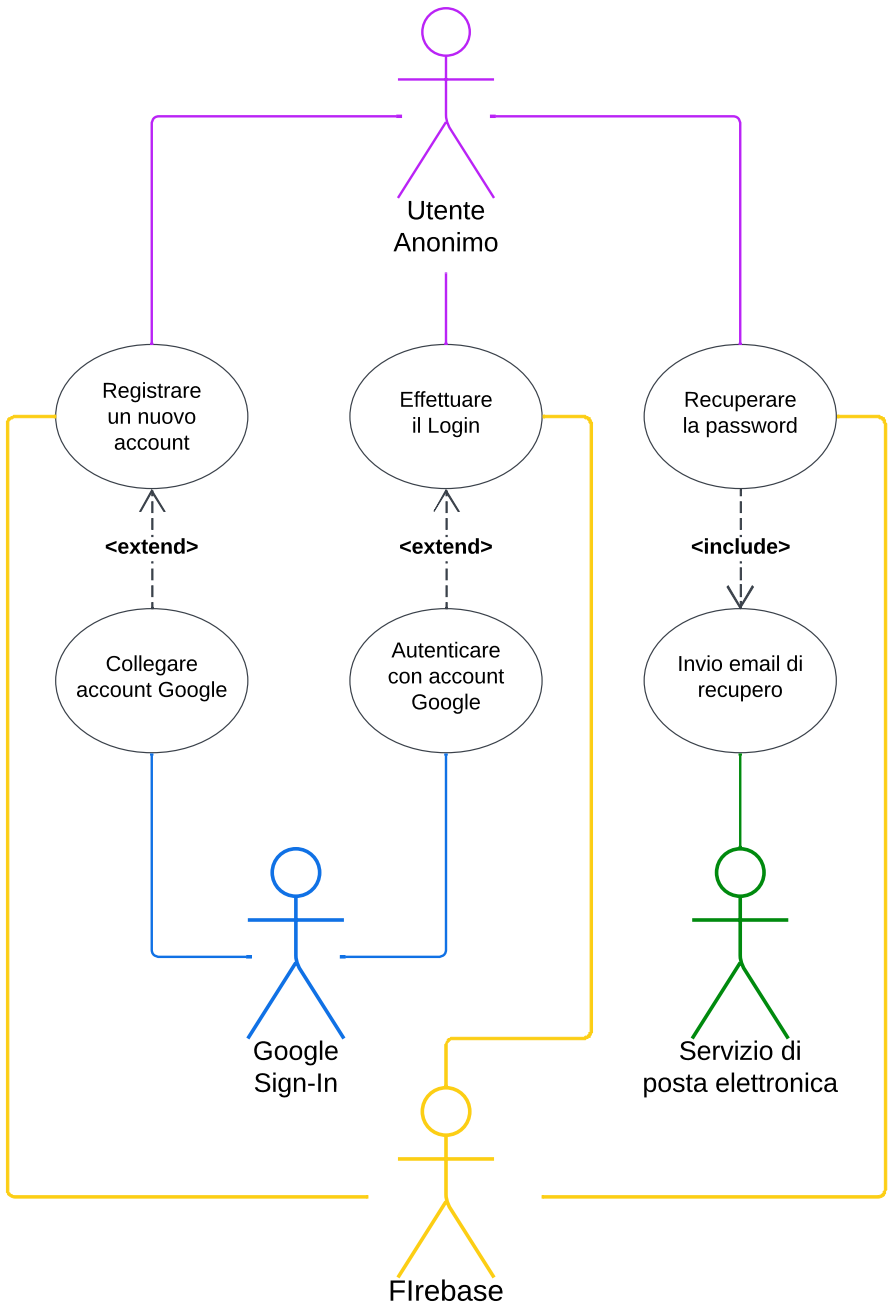 Utente
Anonimo
Registrare
un nuovo
account
Effettuare
il Login
Recuperare
la password
<extend>
<extend>
<include>
Collegare
account Google
Autenticare
con account
Google
Invio email di
recupero
Google
Sign-In
Servizio di
posta elettronica
FIrebase